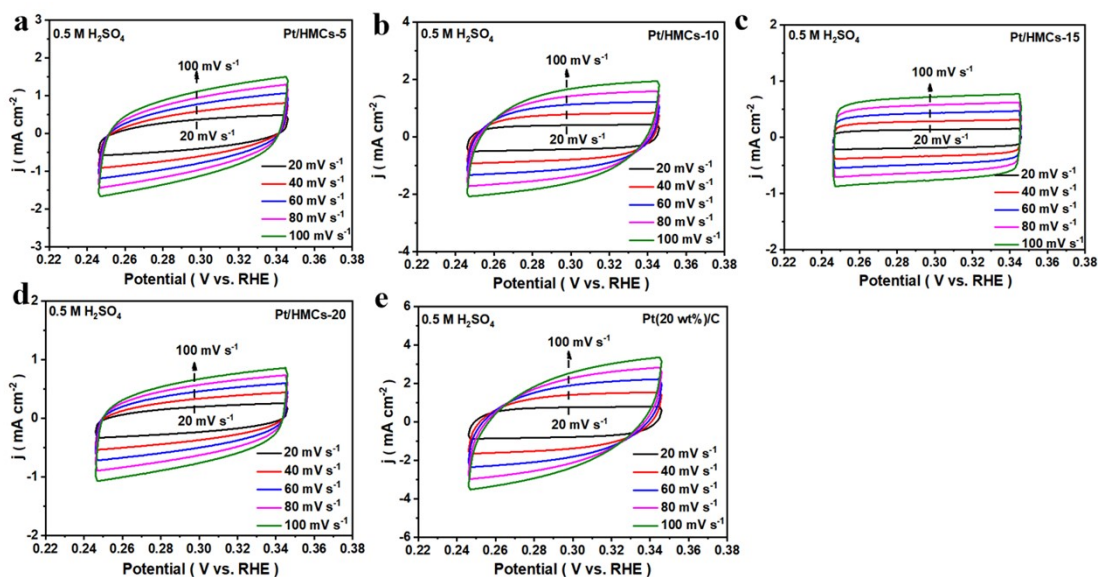 a
0.5 M H₂SO₄ Pt/HMCs-5
100 mV s⁻¹
20 mV s⁻¹
20 mV s⁻¹
40 mV s⁻¹
60 mV s⁻¹
80 mV s⁻¹
100 mV s⁻¹
j ( mA cm⁻² )
3
2
1
0
-1
-2
-3
0.22 0.24 0.26 0.28 0.30 0.32 0.34 0.36 0.38
Potential ( V vs. RHE )
b
0.5 M H₂SO₄ Pt/HMCs-10
100 mV s⁻¹
20 mV s⁻¹
20 mV s⁻¹
40 mV s⁻¹
60 mV s⁻¹
80 mV s⁻¹
100 mV s⁻¹
j ( mA cm⁻² )
4
2
0
-2
-4
0.22 0.24 0.26 0.28 0.30 0.32 0.34 0.36 0.38
Potential ( V vs. RHE )
c
0.5 M H₂SO₄ Pt/HMCs-15
100 mV s⁻¹
20 mV s⁻¹
20 mV s⁻¹
40 mV s⁻¹
60 mV s⁻¹
80 mV s⁻¹
100 mV s⁻¹
j ( mA cm⁻² )
2
1
0
-1
-2
0.22 0.24 0.26 0.28 0.30 0.32 0.34 0.36 0.38
Potential ( V vs. RHE )
d
0.5 M H₂SO₄ Pt/HMCs-20
100 mV s⁻¹
20 mV s⁻¹
20 mV s⁻¹
40 mV s⁻¹
60 mV s⁻¹
80 mV s⁻¹
100 mV s⁻¹
j ( mA cm⁻² )
2
1
0
-1
-2
0.22 0.24 0.26 0.28 0.30 0.32 0.34 0.36 0.38
Potential ( V vs. RHE )
e
0.5 M H₂SO₄ Pt(20 wt%)/C
100 mV s⁻¹
20 mV s⁻¹
20 mV s⁻¹
40 mV s⁻¹
60 mV s⁻¹
80 mV s⁻¹
100 mV s⁻¹
j ( mA cm⁻² )
6
4
2
0
-2
-4
-6
0.22 0.24 0.26 0.28 0.30 0.32 0.34 0.36 0.38
Potential ( V vs. RHE )